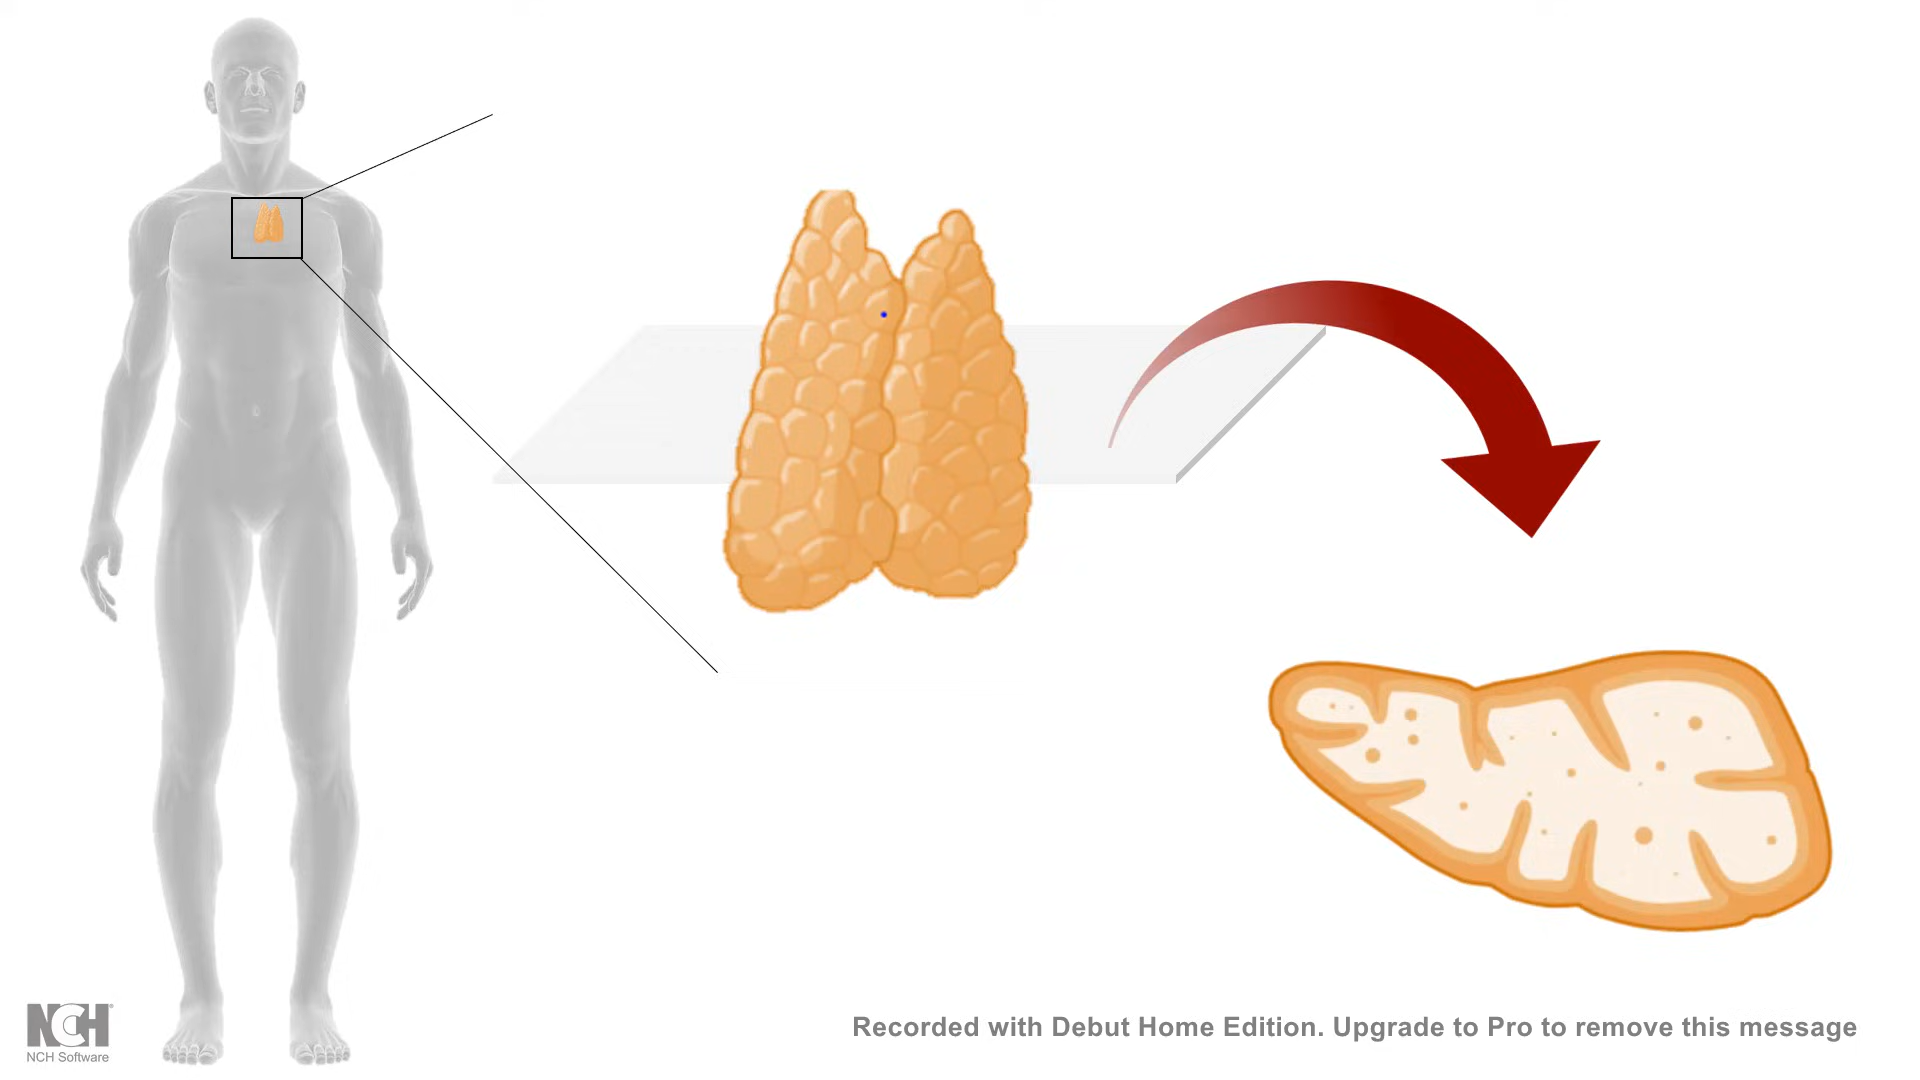 NCH
NCH Software
Recorded with Debut Home Edition. Upgrade to Pro to remove this message